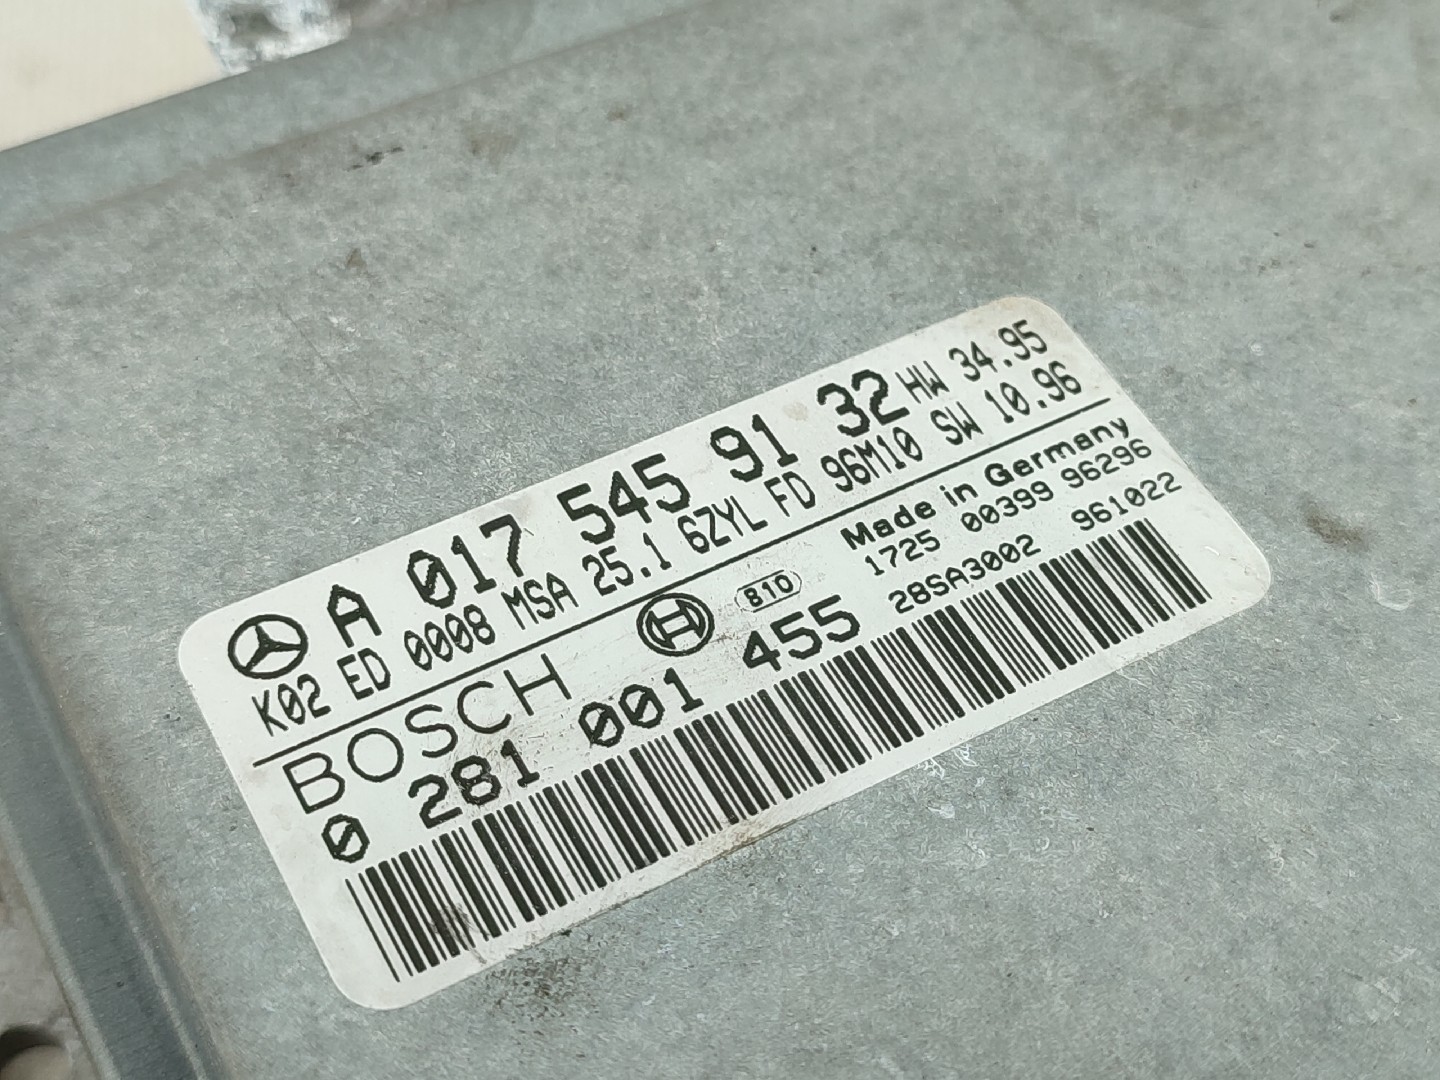 A 017 545 91 32 HW 34.95
K02 ED 0008 MSA 25.1 6ZYL FD 96M10 SW 10.96
BOSCH
810
Made in Germany
1725 00399 96296
0 281 001 455
28SA3002 961022